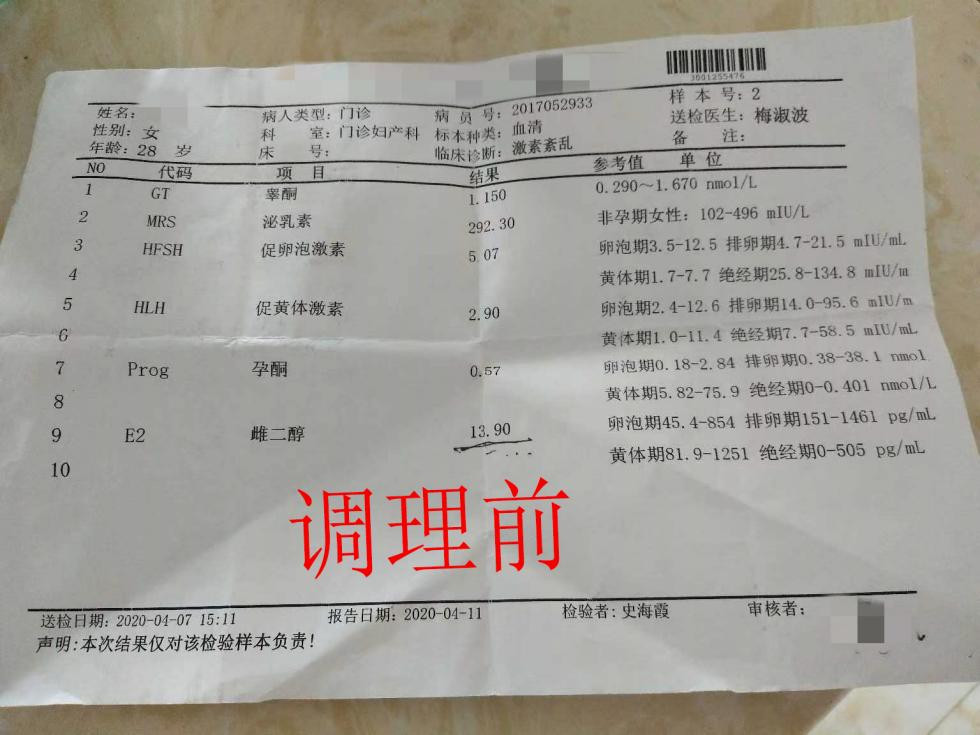 3001255476
姓名: 病人类型: 门诊 病 员 号: 2017052933 样 本 号: 2
性别: 女 科 室: 门诊妇产科 标本种类: 血清 送检医生: 梅淑波
年龄: 28 岁 床 号: 临床诊断: 激素紊乱 备 注:
NO 代码 项 目 结果 参考值 单 位
1 GT 睾酮 1.150 0.290～1.670 nmol/L
2 MRS 泌乳素 292.30 非孕期女性: 102-496 mIU/L
3 HFSH 促卵泡激素 5.07 卵泡期3.5-12.5 排卵期4.7-21.5 mIU/mL
4 黄体期1.7-7.7 绝经期25.8-134.8 mIU/m
5 HLH 促黄体激素 2.90 卵泡期2.4-12.6 排卵期14.0-95.6 mIU/m
6 黄体期1.0-11.4 绝经期7.7-58.5 mIU/mL
7 Prog 孕酮 0.57 卵泡期0.18-2.84 排卵期0.38-38.1 nmol
8 黄体期5.82-75.9 绝经期0-0.401 nmol/L
9 E2 雌二醇 13.90 卵泡期45.4-854 排卵期151-1461 pg/mL
10 黄体期81.9-1251 绝经期0-505 pg/mL
调理前
送检日期: 2020-04-07 15:11 报告日期: 2020-04-11 检验者: 史海霞 审核者:
声明: 本次结果仅对该检验样本负责!